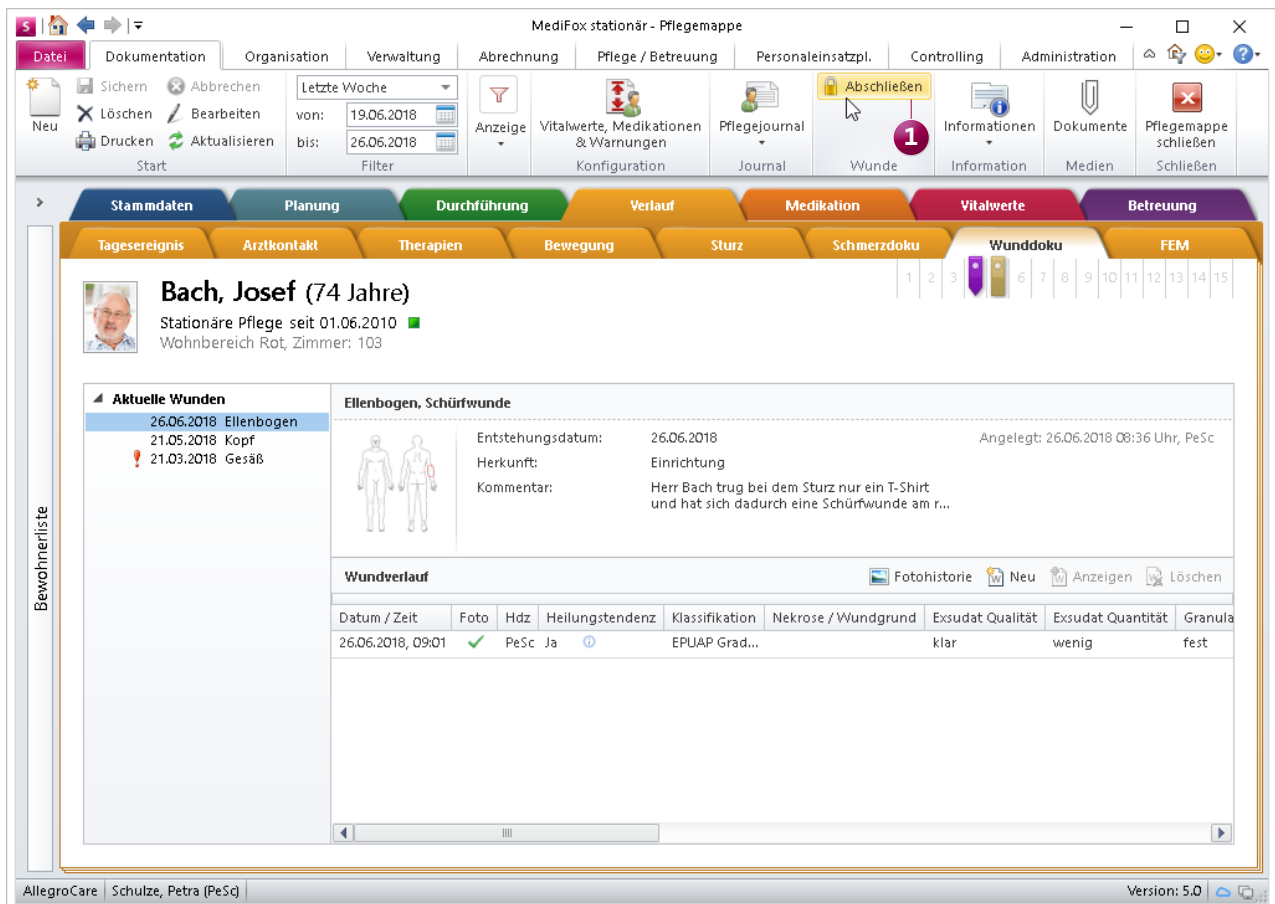 S
MediFox stationär - Pflegemappe
Datei Dokumentation Organisation Verwaltung Abrechnung Pflege / Betreuung Personaleinsatzpl. Controlling Administration
Neu
Sichern Abbrechen
Löschen Bearbeiten
Drucken Aktualisieren
Start
Letzte Woche
von: 19.06.2018
bis: 26.06.2018
Filter
Anzeige
Vitalwerte, Medikationen
& Warnungen
Konfiguration
Pflegejournal
Journal
Abschließen
1
Wunde
Informationen
Information
Dokumente
Medien
Pflegemappe
schließen
Schließen
Stammdaten Planung Durchführung Verlauf Medikation Vitalwerte Betreuung
Tagesereignis Arztkontakt Therapien Bewegung Sturz Schmerzdoku Wunddoku FEM
1 2 3 6 7 8 9 10 11 12 13 14 15
Bach, Josef (74 Jahre)
Stationäre Pflege seit 01.06.2010
Wohnbereich Rot, Zimmer: 103
Bewohnerliste
Aktuelle Wunden
26.06.2018 Ellenbogen
21.05.2018 Kopf
21.03.2018 Gesäß
Ellenbogen, Schürfwunde
Entstehungsdatum: 26.06.2018 Angelegt: 26.06.2018 08:36 Uhr, PeSc
Herkunft: Einrichtung
Kommentar: Herr Bach trug bei dem Sturz nur ein T-Shirt
und hat sich dadurch eine Schürfwunde am r...
Wundverlauf Fotohistorie Neu Anzeigen Löschen
Datum / Zeit Foto Hdz Heilungstendenz Klassifikation Nekrose / Wundgrund Exsudat Qualität Exsudat Quantität Granula
26.06.2018, 09:01 PeSc Ja EPUAP Grad... klar wenig fest
AllegroCare Schulze, Petra (PeSc) Version: 5.0